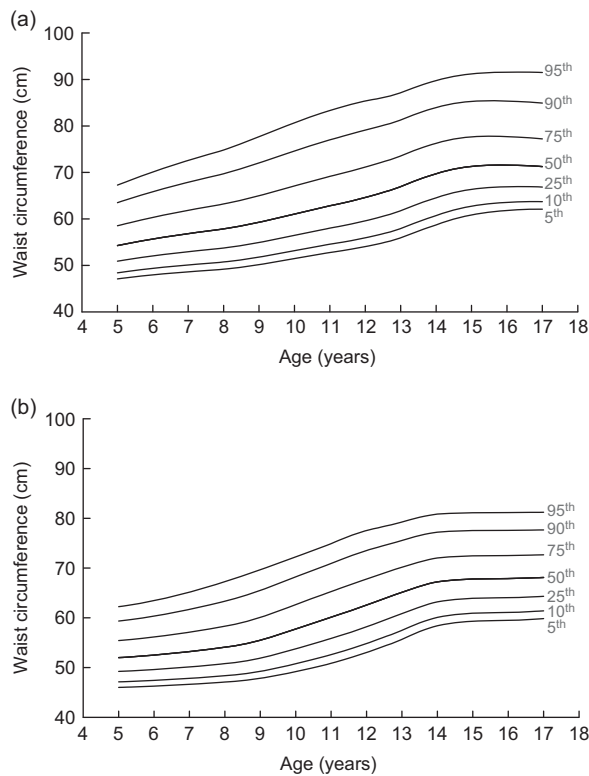 (a)
100
90
80
70
60
50
40
Waist circumference (cm)
95th
90th
75th
50th
25th
10th
5th
4 5 6 7 8 9 10 11 12 13 14 15 16 17 18
Age (years)
(b)
100
90
80
70
60
50
40
Waist circumference (cm)
95th
90th
75th
50th
25th
10th
5th
4 5 6 7 8 9 10 11 12 13 14 15 16 17 18
Age (years)